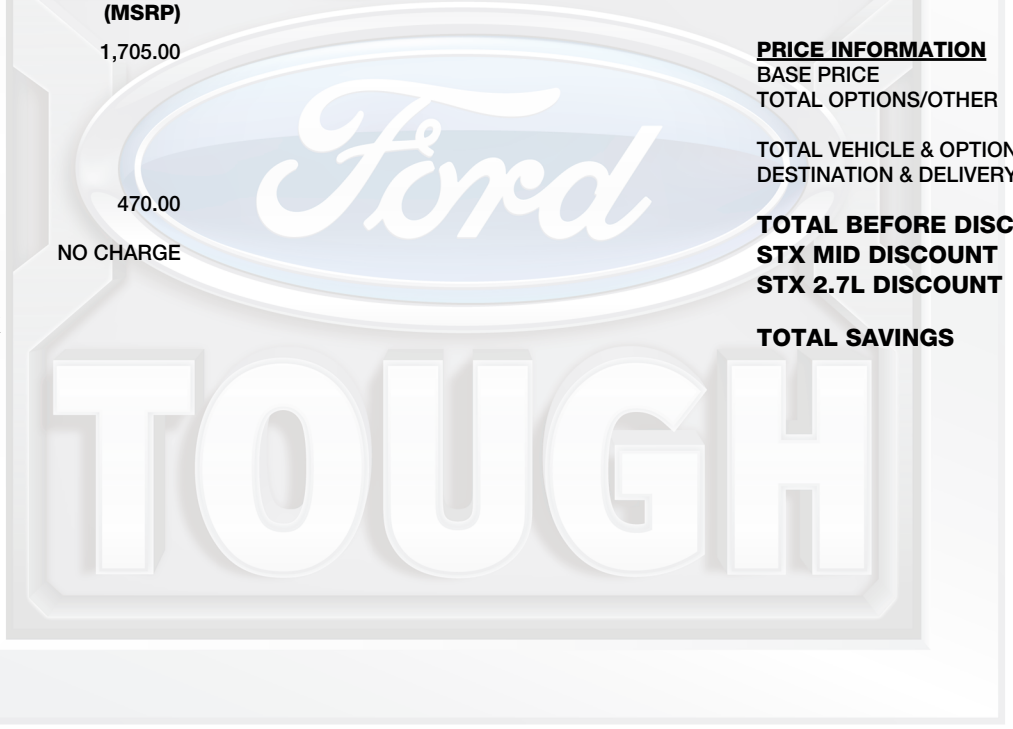 (MSRP)
1,705.00
470.00
NO CHARGE
PRICE INFORMATION
BASE PRICE
TOTAL OPTIONS/OTHER
TOTAL VEHICLE & OPTION
DESTINATION & DELIVERY
TOTAL BEFORE DISC
STX MID DISCOUNT
STX 2.7L DISCOUNT
TOTAL SAVINGS
Ford
TOUGH